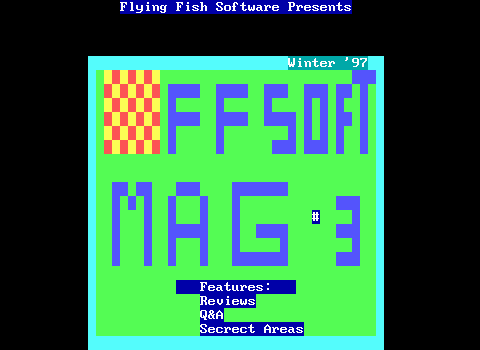 Flying Fish Software Presents
Winter '97
FFSOFT
MAG #3
Features:
Reviews
Q&A
Secrect Areas